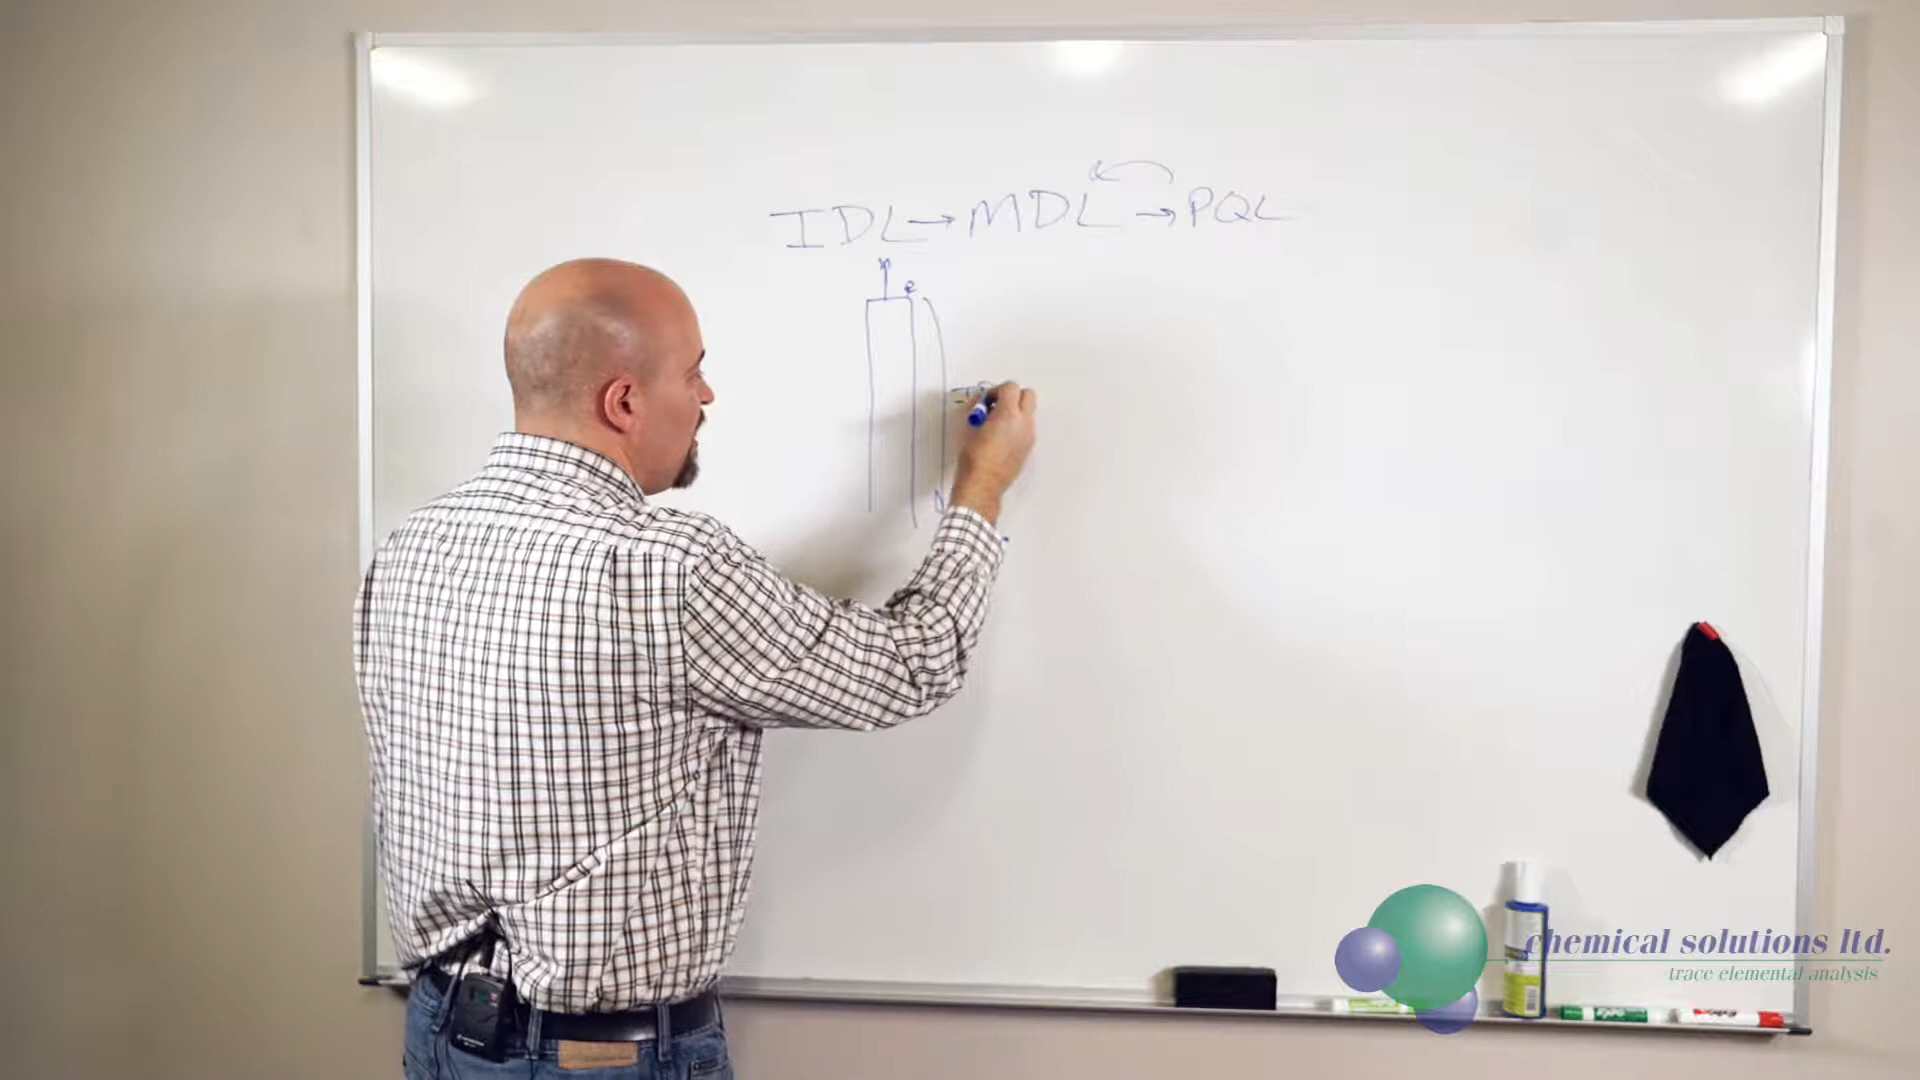 IDL → MDL → PQL
chemical solutions ltd.
trace elemental analysis